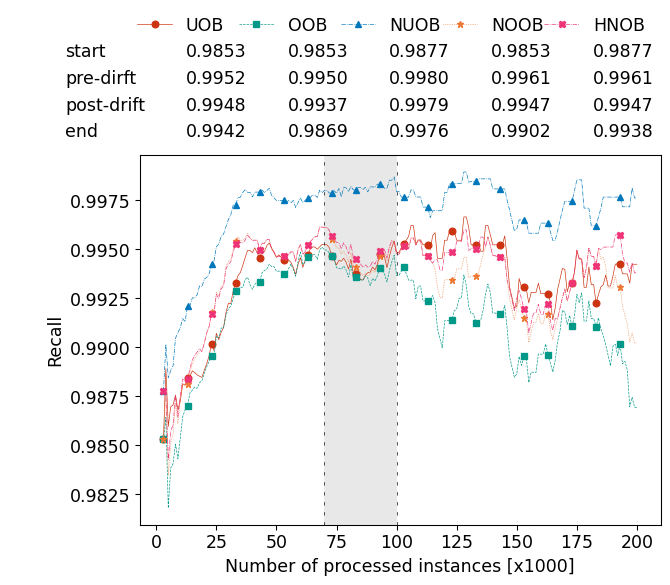 UOB OOB NUOB NOOB HNOB
start 0.9853 0.9853 0.9877 0.9853 0.9877
pre-dirft 0.9952 0.9950 0.9980 0.9961 0.9961
post-drift 0.9948 0.9937 0.9979 0.9947 0.9947
end 0.9942 0.9869 0.9976 0.9902 0.9938
0.9975
0.9950
0.9925
0.9900
0.9875
0.9850
0.9825
Recall
0 25 50 75 100 125 150 175 200
Number of processed instances [x1000]